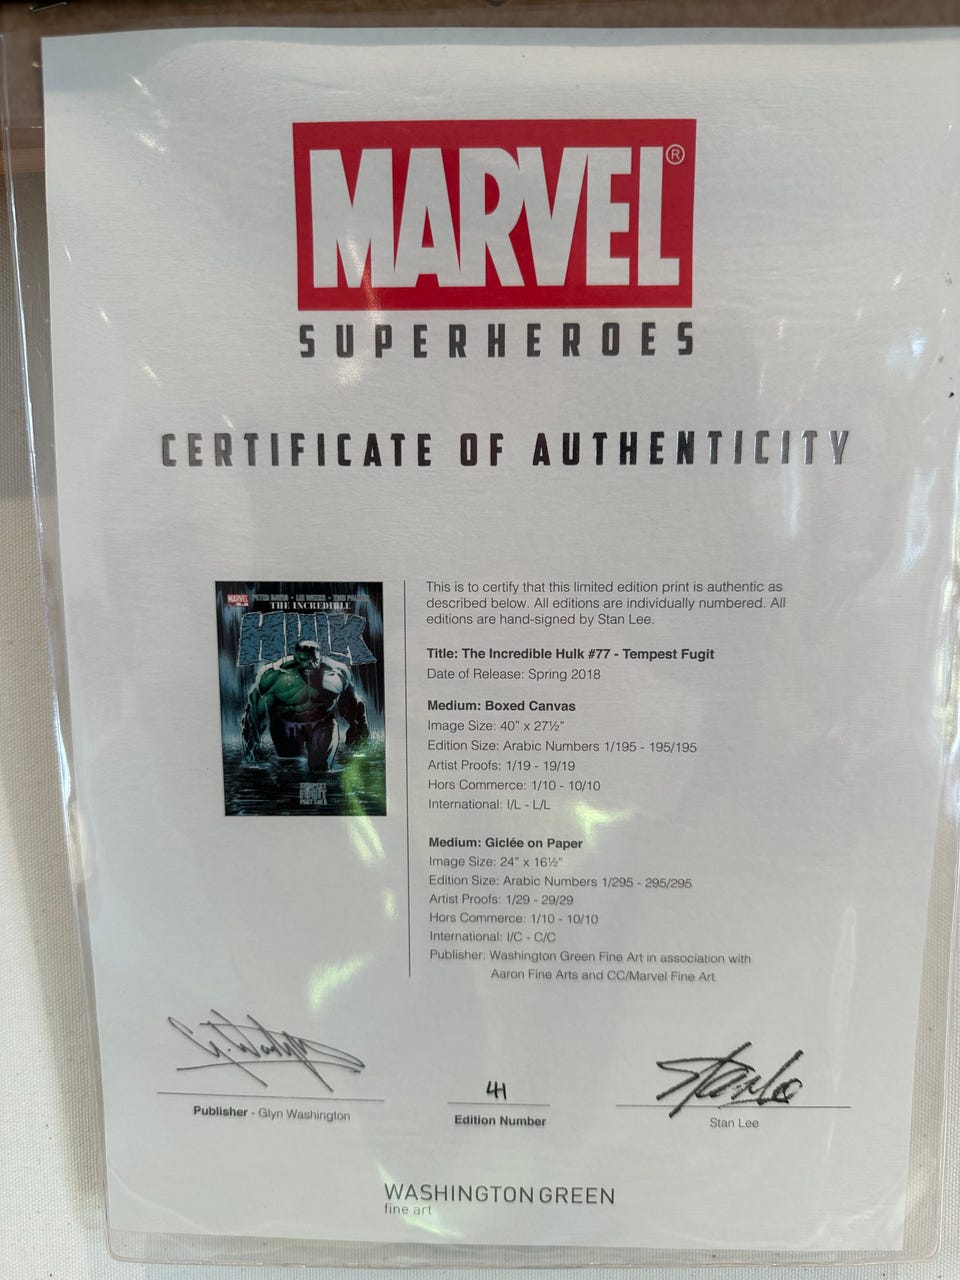 MARVEL®
SUPERHEROES
CERTIFICATE OF AUTHENTICITY
MARVEL
THE INCREDIBLE
HULK
This is to certify that this limited edition print is authentic as
described below. All editions are individually numbered. All
editions are hand-signed by Stan Lee.
Title: The Incredible Hulk #77 - Tempest Fugit
Date of Release: Spring 2018
Medium: Boxed Canvas
Image Size: 40" x 27½"
Edition Size: Arabic Numbers 1/195 - 195/195
Artist Proofs: 1/19 - 19/19
Hors Commerce: 1/10 - 10/10
International: I/L - L/L
Medium: Giclée on Paper
Image Size: 24" x 16½"
Edition Size: Arabic Numbers 1/295 - 295/295
Artist Proofs: 1/29 - 29/29
Hors Commerce: 1/10 - 10/10
International: I/C - C/C
Publisher: Washington Green Fine Art in association with
Aaron Fine Arts and CC/Marvel Fine Art.
Publisher - Glyn Washington
41
Edition Number
Stan Lee
Stan Lee
WASHINGTON GREEN
fine art